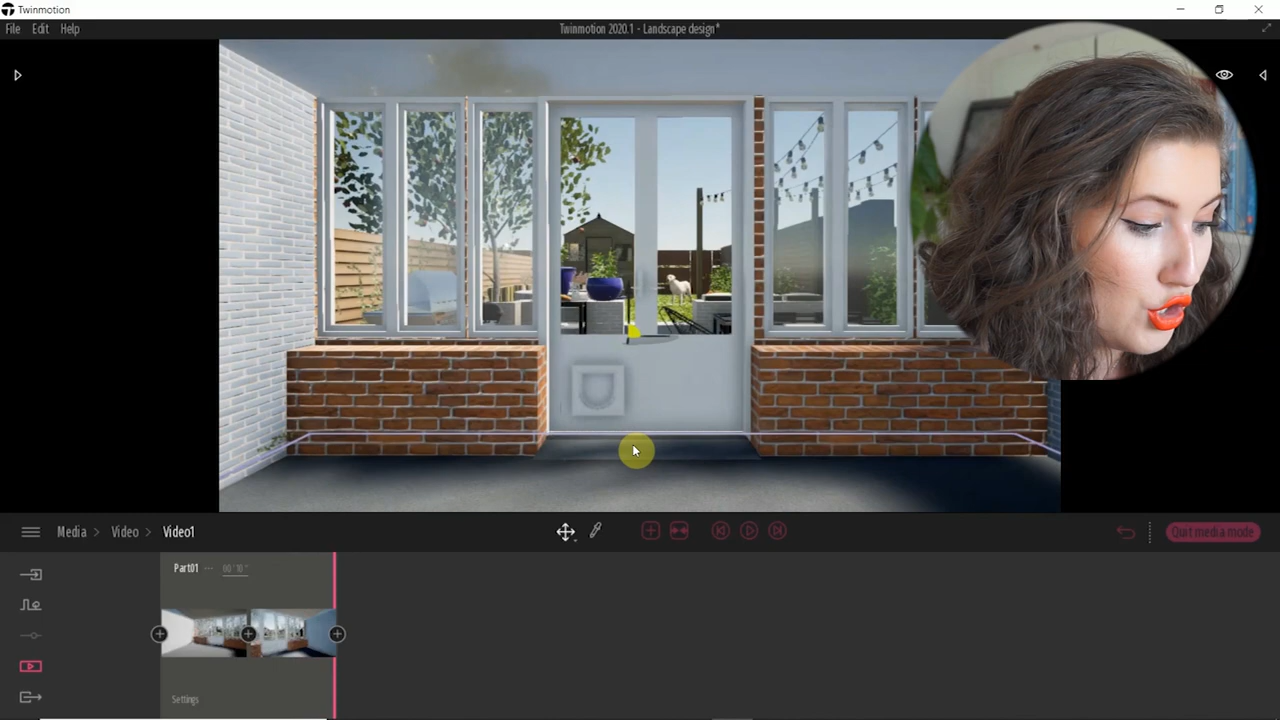 Twinmotion
File Edit Help
Twinmotion 2020.1 - Landscape design*
Media > Video > Video1
Quit media mode
Part01 ··· 00'10"
Settings